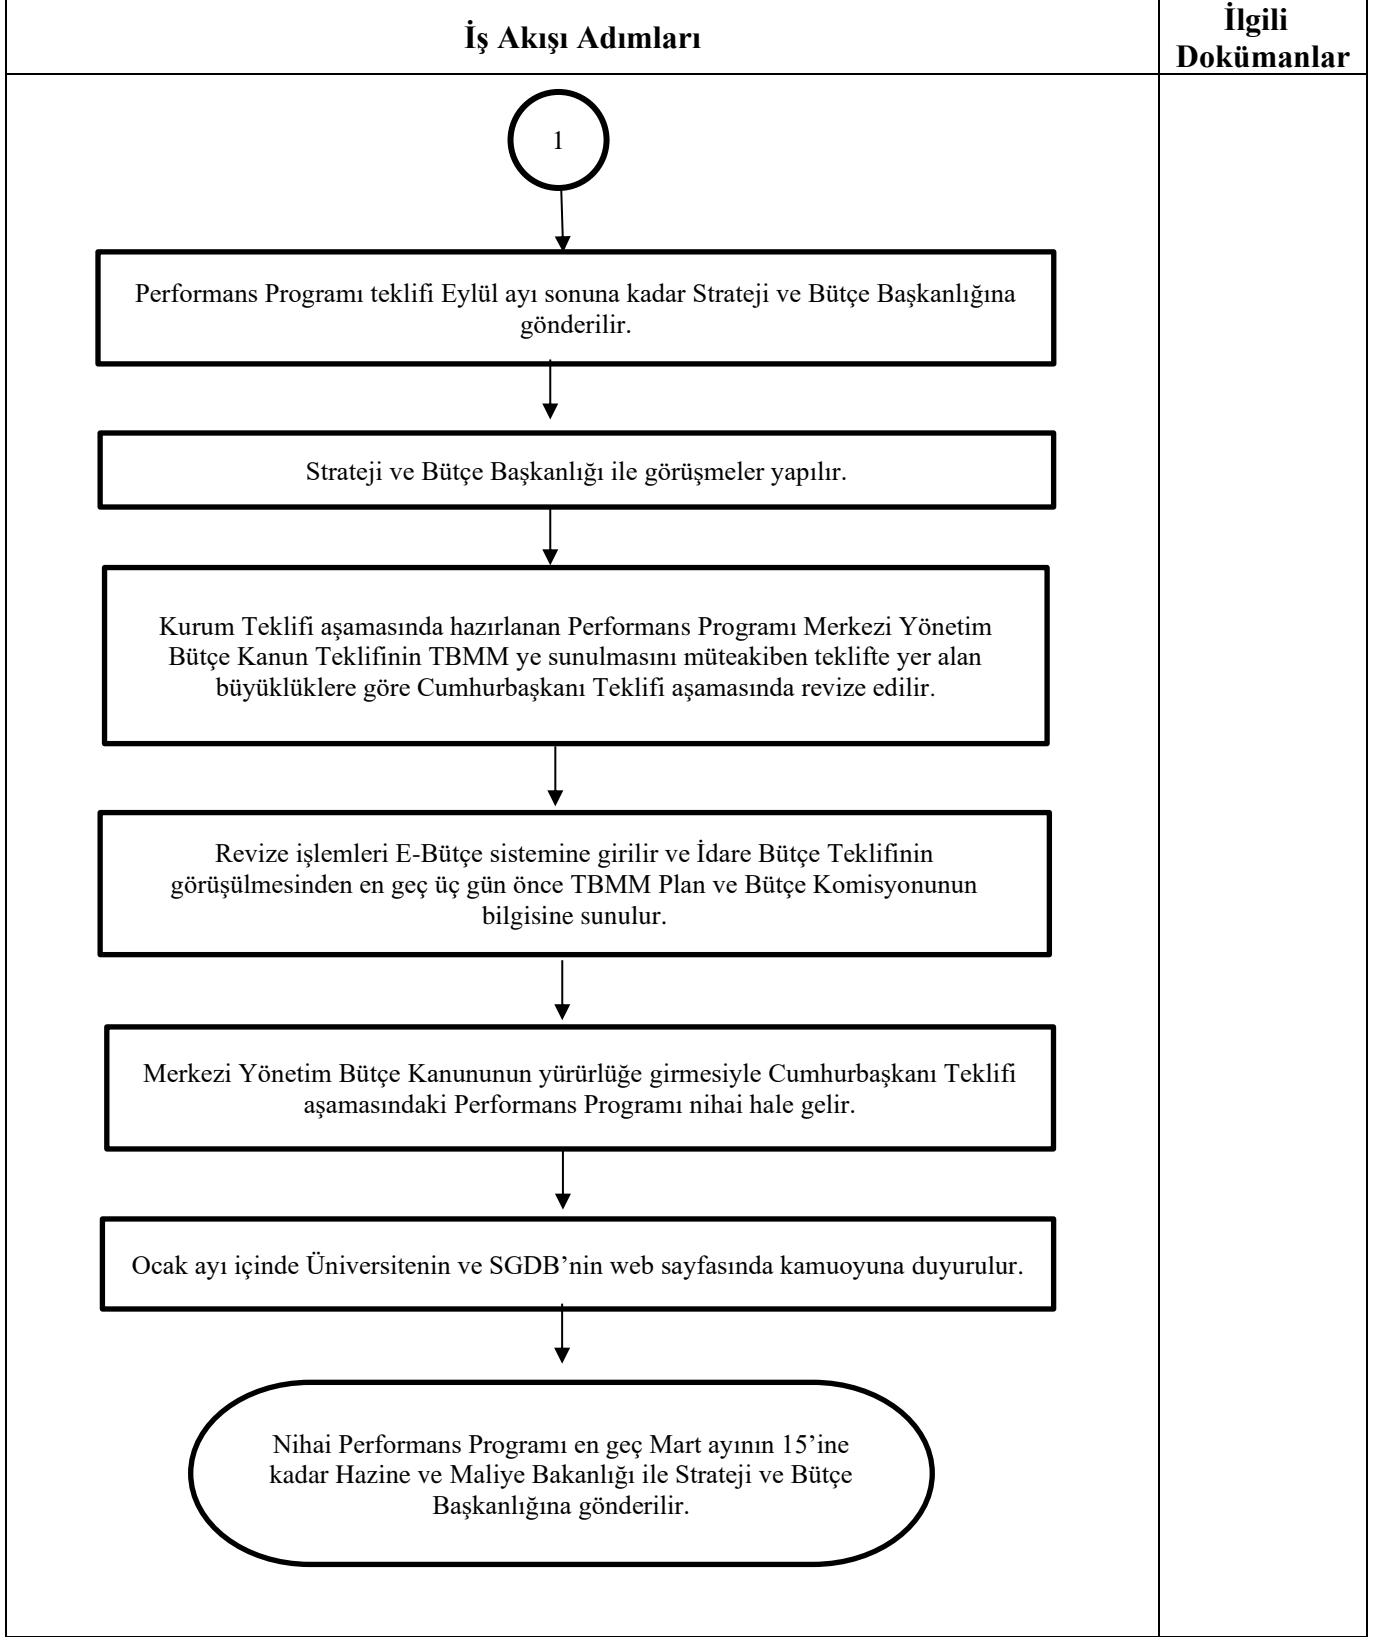 İş Akışı Adımları
İlgili
Dokümanlar
1
Performans Programı teklifi Eylül ayı sonuna kadar Strateji ve Bütçe Başkanlığına
gönderilir.
Strateji ve Bütçe Başkanlığı ile görüşmeler yapılır.
Kurum Teklifi aşamasında hazırlanan Performans Programı Merkezi Yönetim
Bütçe Kanun Teklifinin TBMM ye sunulmasını müteakiben teklifte yer alan
büyüklüklere göre Cumhurbaşkanı Teklifi aşamasında revize edilir.
Revize işlemleri E-Bütçe sistemine girilir ve İdare Bütçe Teklifinin
görüşülmesinden en geç üç gün önce TBMM Plan ve Bütçe Komisyonunun
bilgisine sunulur.
Merkezi Yönetim Bütçe Kanununun yürürlüğe girmesiyle Cumhurbaşkanı Teklifi
aşamasındaki Performans Programı nihai hale gelir.
Ocak ayı içinde Üniversitenin ve SGDB’nin web sayfasında kamuoyuna duyurulur.
Nihai Performans Programı en geç Mart ayının 15’ine
kadar Hazine ve Maliye Bakanlığı ile Strateji ve Bütçe
Başkanlığına gönderilir.